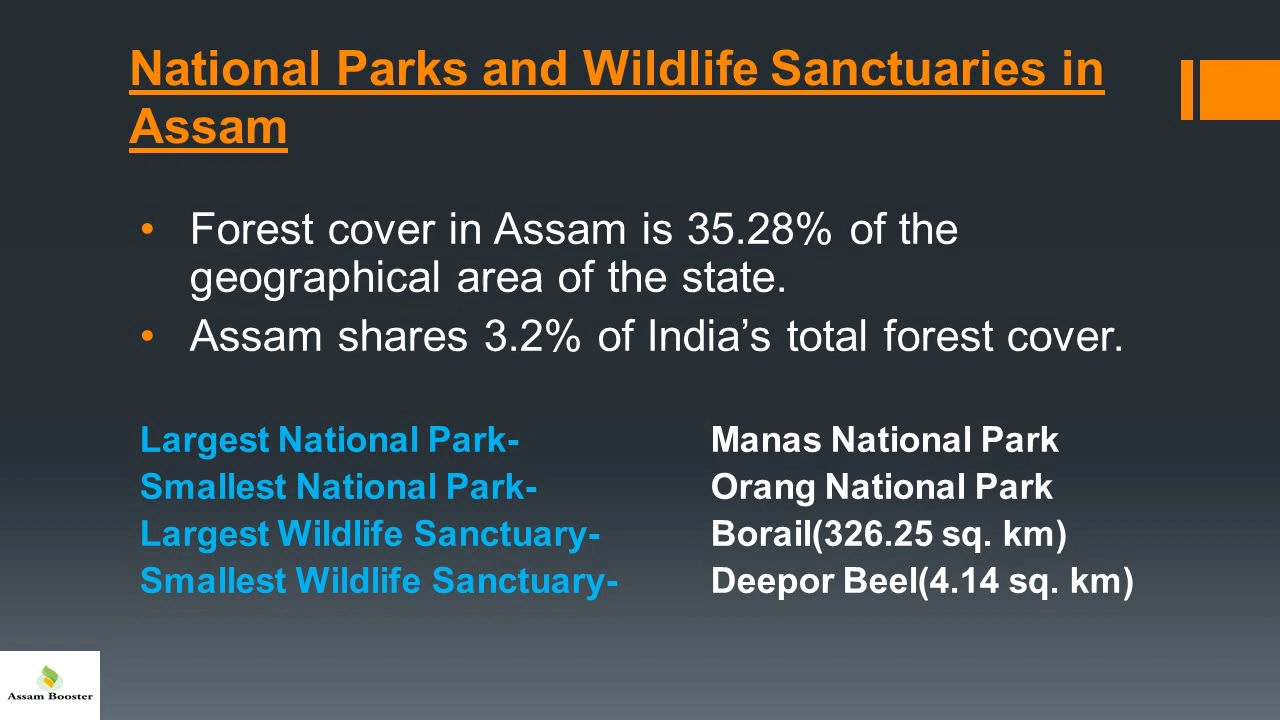 National Parks and Wildlife Sanctuaries in
Assam
• Forest cover in Assam is 35.28% of the
geographical area of the state.
• Assam shares 3.2% of India’s total forest cover.
Largest National Park- Manas National Park
Smallest National Park- Orang National Park
Largest Wildlife Sanctuary- Borail(326.25 sq. km)
Smallest Wildlife Sanctuary- Deepor Beel(4.14 sq. km)
Assam Booster